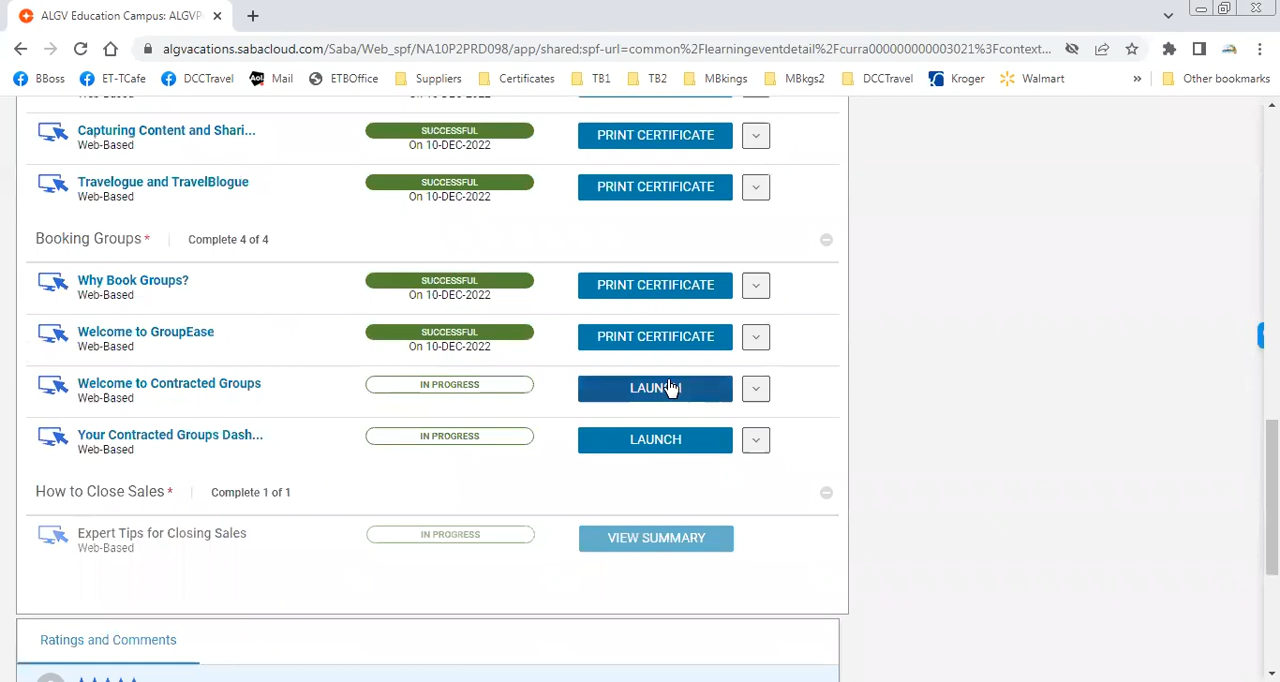 ALGV Education Campus: ALGVP
algvacations.sabacloud.com/Saba/Web_spf/NA10P2PRD098/app/shared;spf-url=common%2Flearningeventdetail%2Fcurra000000000003021%3Fcontext...
BBoss ET-TCafe DCCTravel Mail ETBOffice Suppliers Certificates TB1 TB2 MBkings MBkgs2 DCCTravel Kroger Walmart » Other bookmarks
Capturing Content and Shari... SUCCESSFUL PRINT CERTIFICATE
Web-Based On 10-DEC-2022
Travelogue and TravelBlogue SUCCESSFUL PRINT CERTIFICATE
Web-Based On 10-DEC-2022
Booking Groups* Complete 4 of 4
Why Book Groups? SUCCESSFUL PRINT CERTIFICATE
Web-Based On 10-DEC-2022
Welcome to GroupEase SUCCESSFUL PRINT CERTIFICATE
Web-Based On 10-DEC-2022
Welcome to Contracted Groups IN PROGRESS LAUNCH
Web-Based
Your Contracted Groups Dash... IN PROGRESS LAUNCH
Web-Based
How to Close Sales* Complete 1 of 1
Expert Tips for Closing Sales IN PROGRESS VIEW SUMMARY
Web-Based
Ratings and Comments